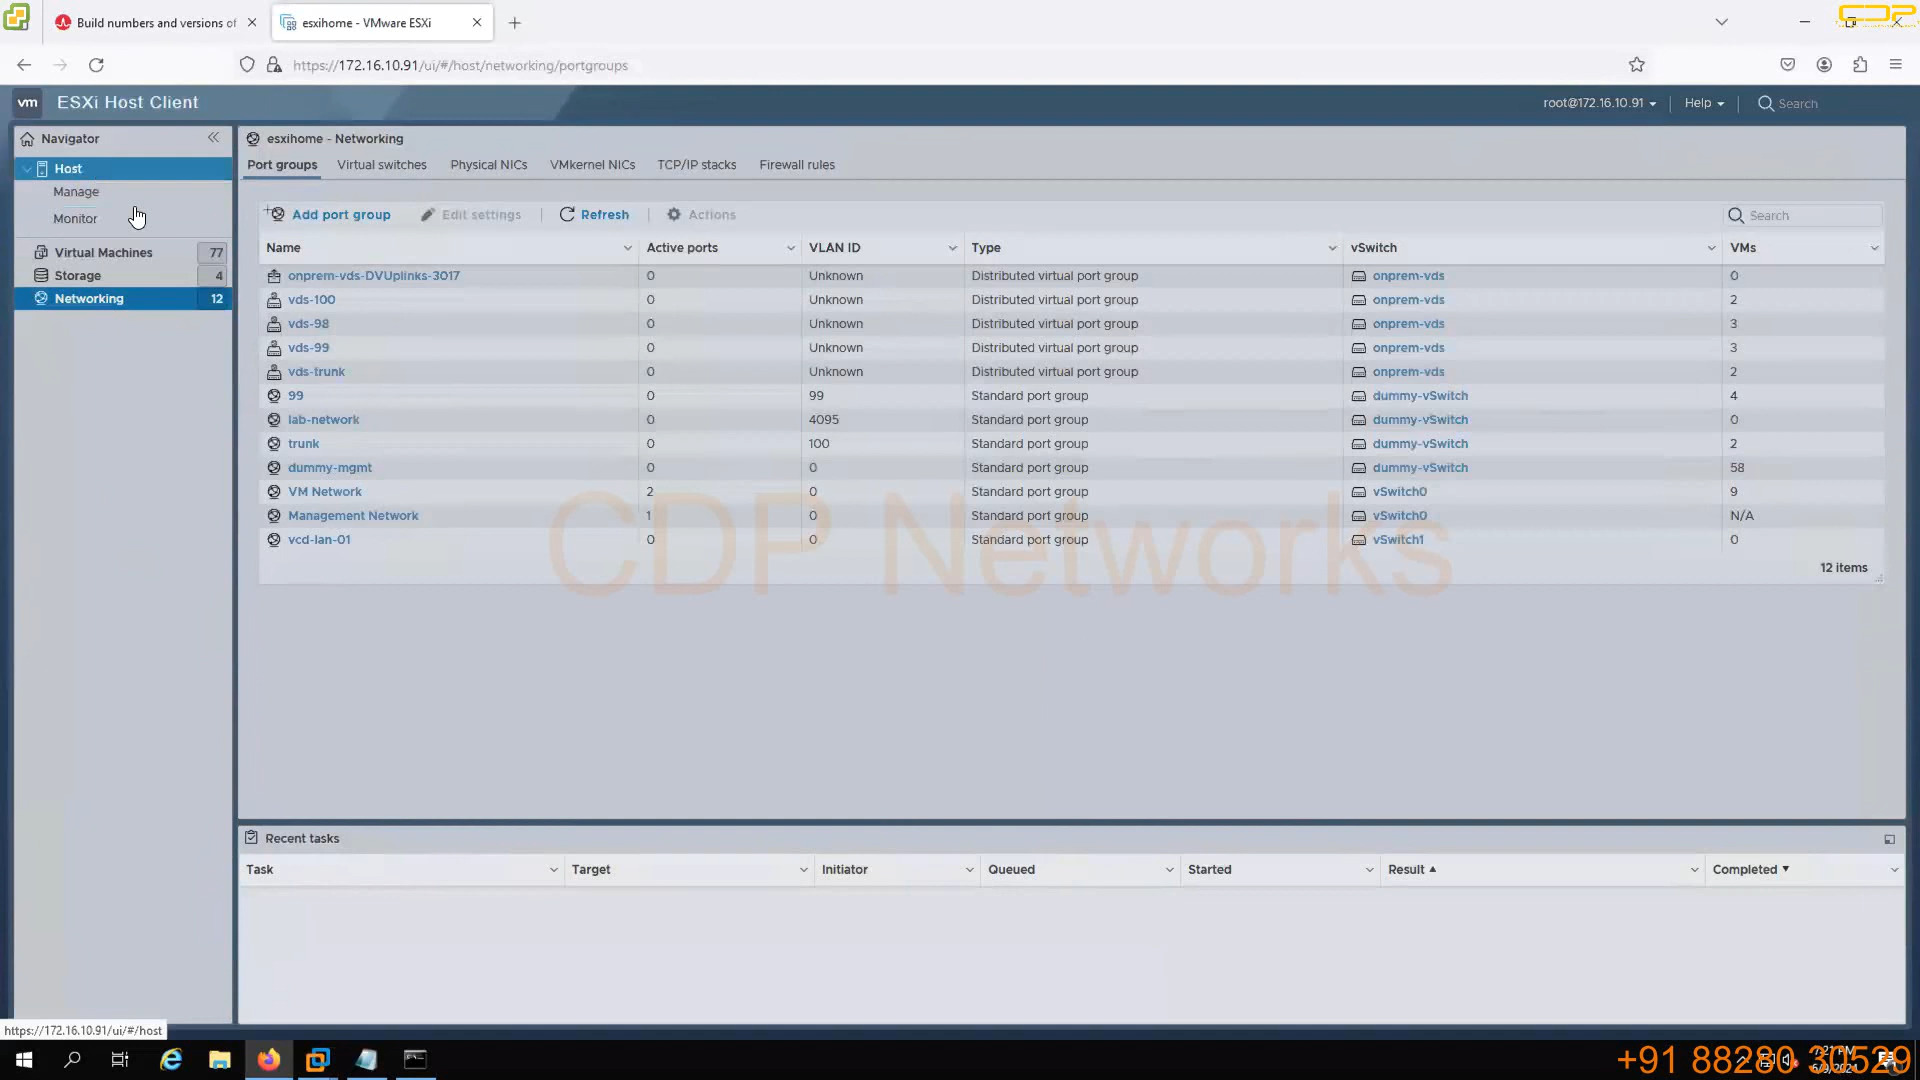 Build numbers and versions of
esxihome - VMware ESXi
CDP
https://172.16.10.91/ui/#/host/networking/portgroups
vm ESXi Host Client
root@172.16.10.91
Help
Search
Navigator
Host
Manage
Monitor
Virtual Machines 77
Storage 4
Networking 12
esxihome - Networking
Port groups Virtual switches Physical NICs VMkernel NICs TCP/IP stacks Firewall rules
Add port group Edit settings Refresh Actions Search
Name Active ports VLAN ID Type vSwitch VMs
onprem-vds-DVUplinks-3017 0 Unknown Distributed virtual port group onprem-vds 0
vds-100 0 Unknown Distributed virtual port group onprem-vds 2
vds-98 0 Unknown Distributed virtual port group onprem-vds 3
vds-99 0 Unknown Distributed virtual port group onprem-vds 3
vds-trunk 0 Unknown Distributed virtual port group onprem-vds 2
99 0 99 Standard port group dummy-vSwitch 4
lab-network 0 4095 Standard port group dummy-vSwitch 0
trunk 0 100 Standard port group dummy-vSwitch 2
dummy-mgmt 0 0 Standard port group dummy-vSwitch 58
VM Network 2 0 Standard port group vSwitch0 9
Management Network 1 0 Standard port group vSwitch0 N/A
vcd-lan-01 0 0 Standard port group vSwitch1 0
CDP Networks
12 items
Recent tasks
Task Target Initiator Queued Started Result Completed
https://172.16.10.91/ui/#/host
+91 88280 30529